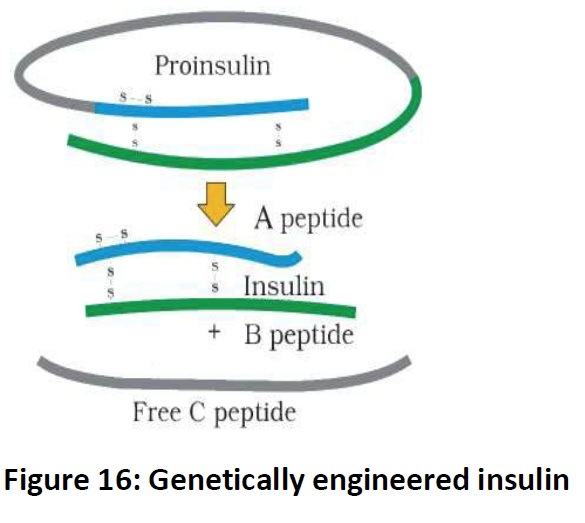 Proinsulin
S S
S S
S S
A peptide
S S
S S
S S
Insulin
+ B peptide
Free C peptide
Figure 16: Genetically engineered insulin